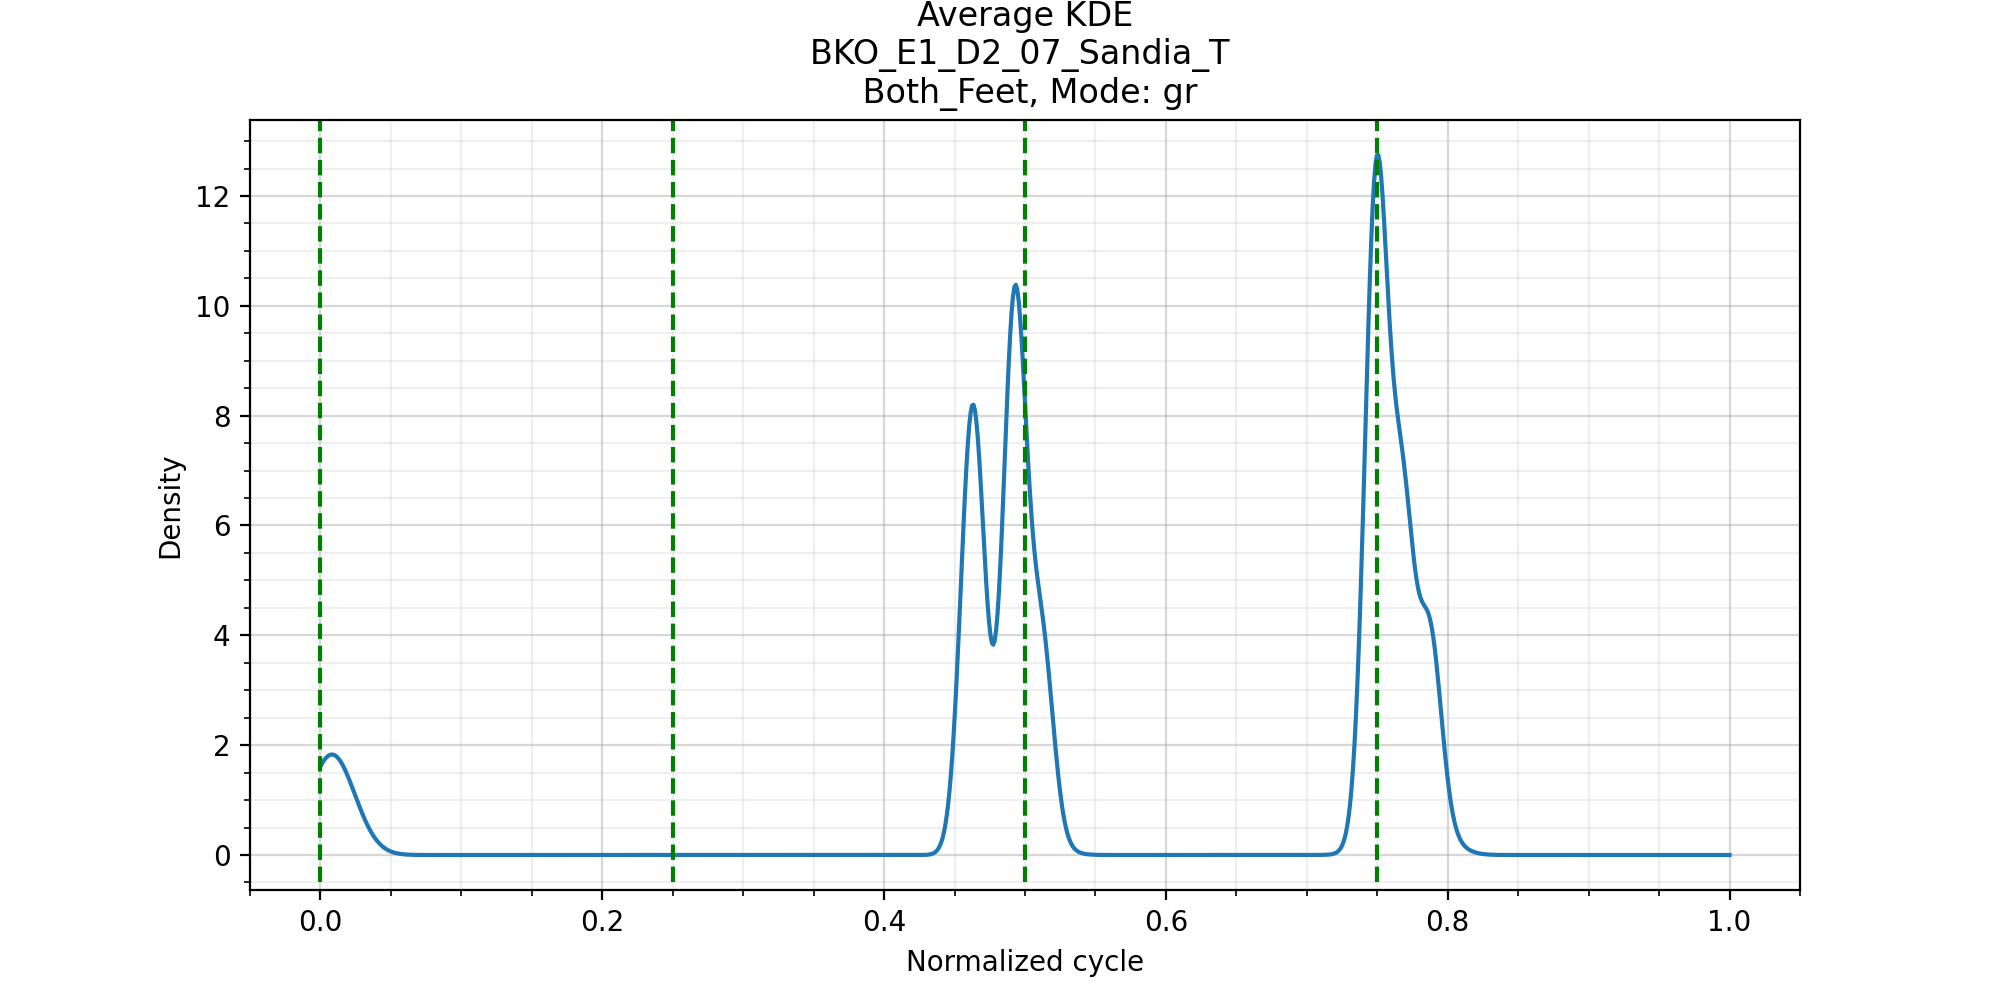 Average KDE
BKO_E1_D2_07_Sandia_T
Both_Feet, Mode: gr
12
10
8
6
4
2
0
Density
0.0 0.2 0.4 0.6 0.8 1.0
Normalized cycle